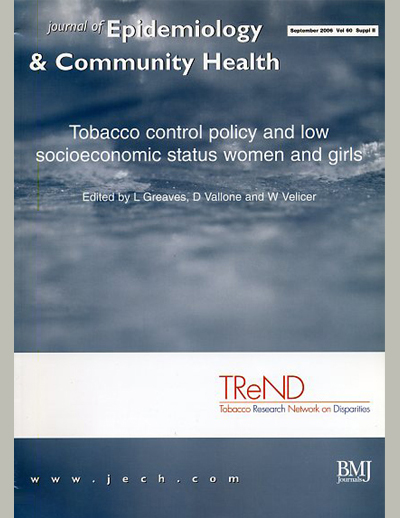 journal of Epidemiology
& Community Health
September 2006 Vol 60 Suppl II
Tobacco control policy and low
socioeconomic status women and girls
Edited by L Greaves, D Vallone and W Velicer
TReND
Tobacco Research Network on Disparities
www.jech.com
BMJ
Journals